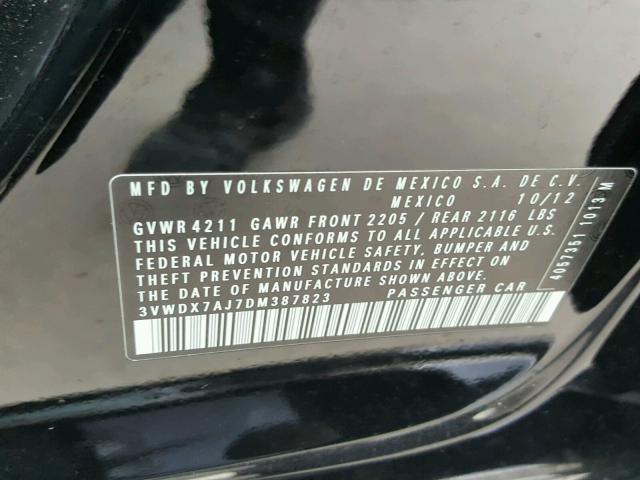 MFD BY VOLKSWAGEN DE MEXICO S.A. DE C.V.
MEXICO 10/12
GVWR 4211 GAWR FRONT 2205 / REAR 2116 LBS
THIS VEHICLE CONFORMS TO ALL APPLICABLE U.S.
FEDERAL MOTOR VEHICLE SAFETY, BUMPER AND
THEFT PREVENTION STANDARDS IN EFFECT ON
THE DATE OF MANUFACTURE SHOWN ABOVE.
3VWDX7AJ7DM387823 PASSENGER CAR
4057351 1013 M